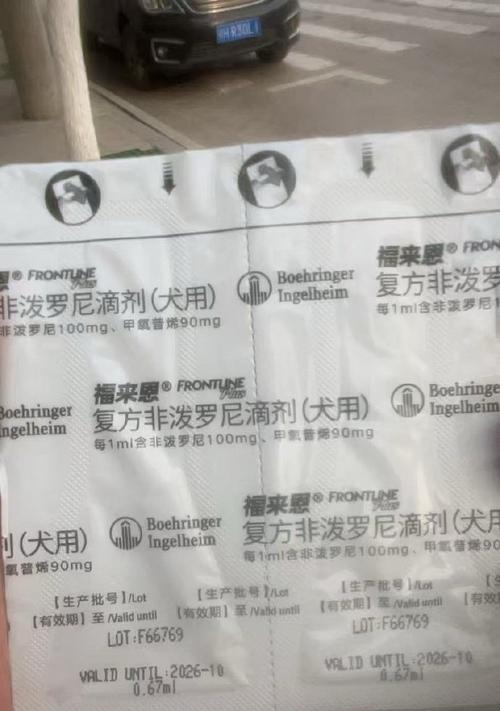 恩® FRONTLINE Plus
非泼罗尼滴剂(犬用)
非泼罗尼100mg、甲氧普烯90mg
Boehringer
Ingelheim
福来恩® FRONTLINE Plus
复方非泼罗
每1ml含非泼罗
Boehringer
Ingelheim
福来恩® FRONTLINE Plus
复方非泼罗尼滴剂(犬用)
每1ml含非泼罗尼100mg、甲氧普烯90mg
Boehringer
Ingelheim
剂(犬用)
氧普烯90mg
Boehringer
Ingelheim
福来恩® FRONTLINE Plus
复方非泼罗尼滴剂(犬用
每1ml含非泼罗尼100mg、甲氧普烯90
【生产批号】/Lot
【有效期】至/Valid until
LOT:F66769
VALID UNTIL:2026-10
0.67ml
【生产批号】/Lot
【有效期】至/Valid until
LOT:F66769
VALID UNTIL:2026-10
0.67ml